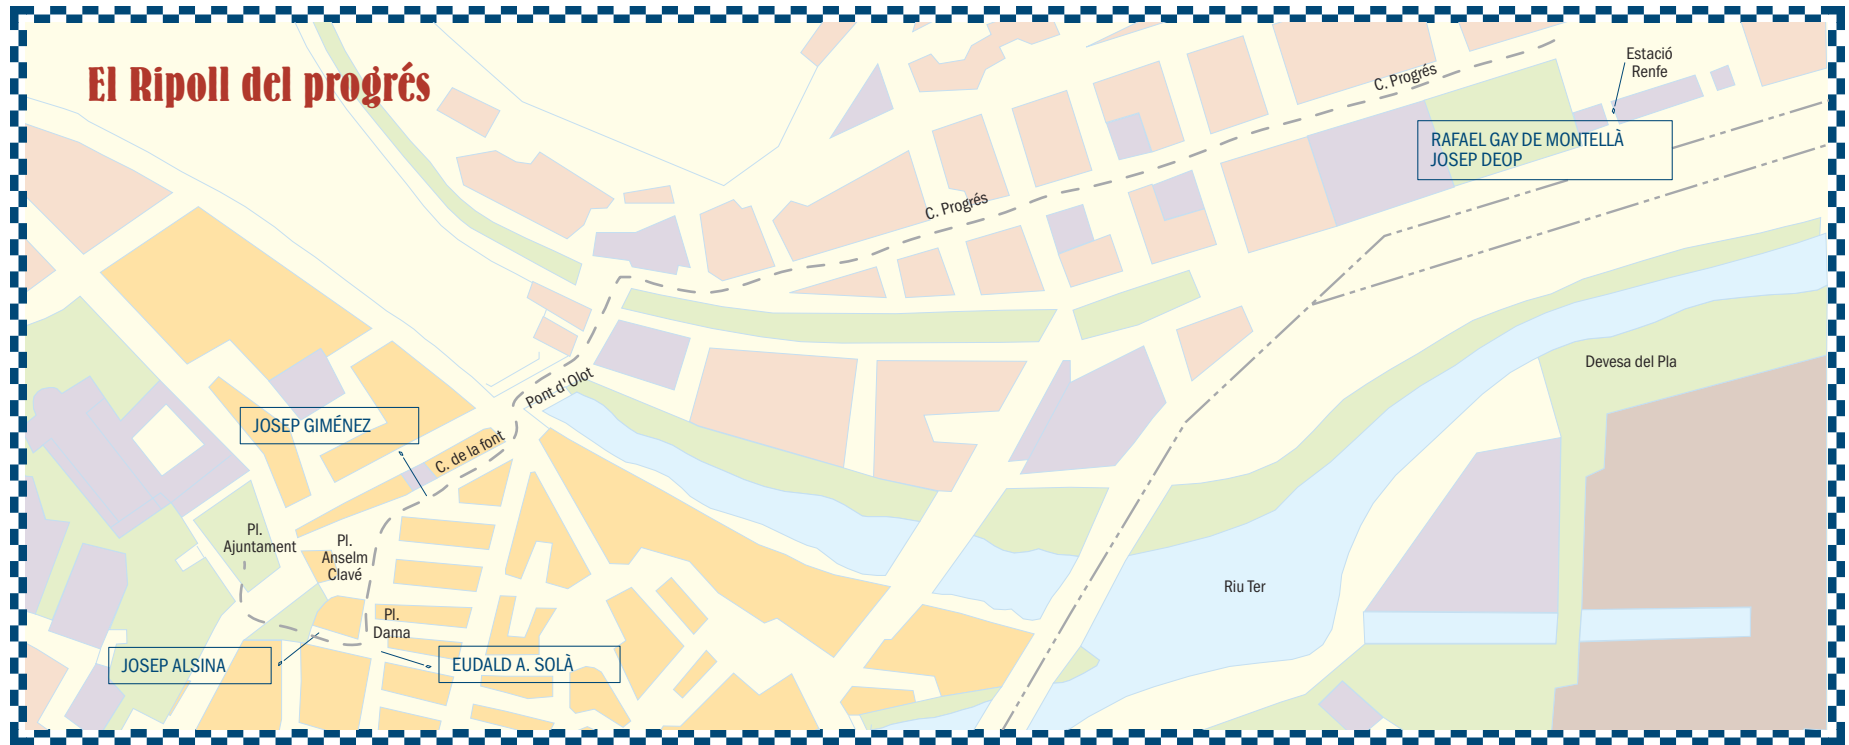 El Ripoll del progrés
Estació
Renfe
C. Progrés
RAFAEL GAY DE MONTELLÀ
JOSEP DEOP
C. Progrés
Devesa del Pla
Pont d'Olot
JOSEP GIMÉNEZ
C. de la font
Pl.
Ajuntament
Pl.
Anselm
Clavé
Riu Ter
Pl.
Dama
JOSEP ALSINA
EUDALD A. SOLÀ